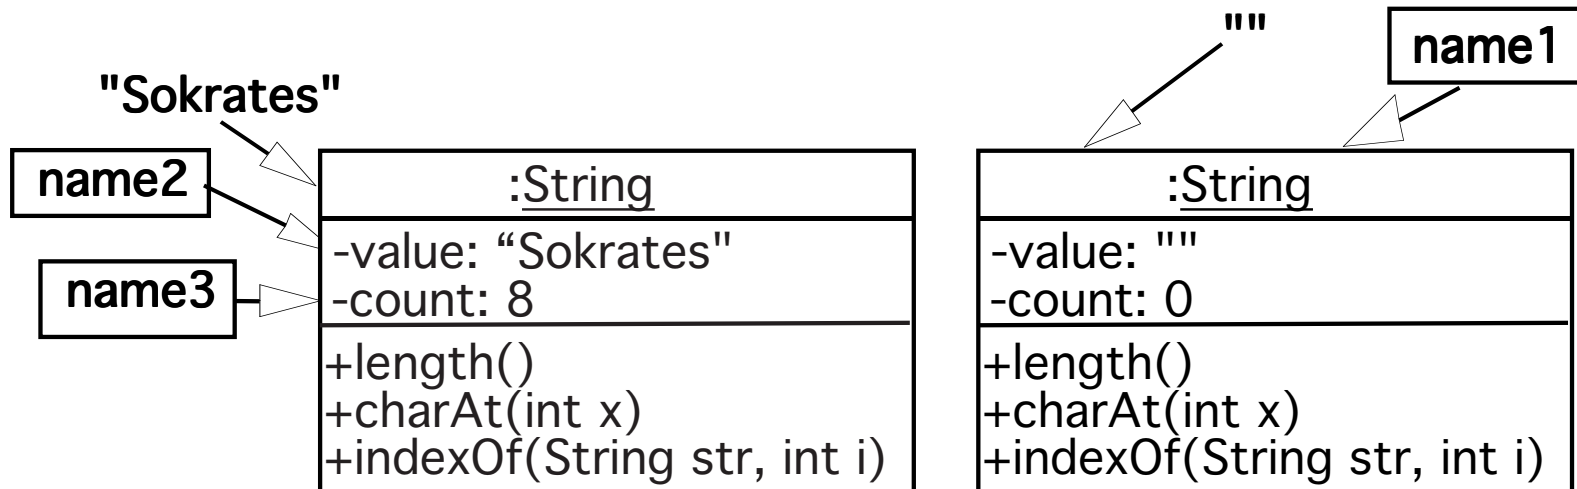 "Sokrates"
name2
name3
:String
-value: “Sokrates"
-count: 8
+length()
+charAt(int x)
+indexOf(String str, int i)
""
name1
:String
-value: ""
-count: 0
+length()
+charAt(int x)
+indexOf(String str, int i)